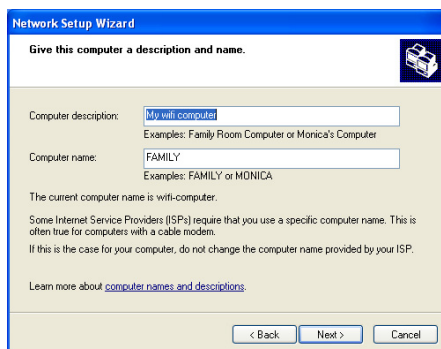 Network Setup Wizard
Give this computer a description and name.
Computer description:
My wifi computer
Examples: Family Room Computer or Monica's Computer
Computer name:
FAMILY
Examples: FAMILY or MONICA
The current computer name is wifi-computer.
Some Internet Service Providers (ISPs) require that you use a specific computer name. This is
often true for computers with a cable modem.
If this is the case for your computer, do not change the computer name provided by your ISP.
Learn more about computer names and descriptions.
< Back
Next >
Cancel